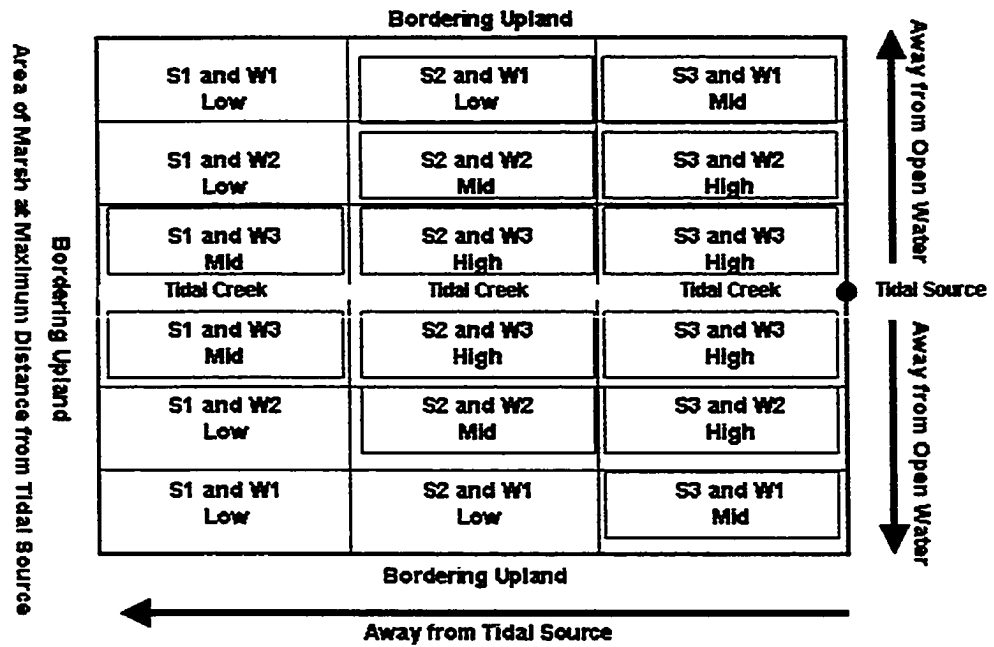 Bordering Upland
Area of Marsh at Maximum Distance from Tidal Source
Bordering Upland
S1 and W1
Low
S2 and W1
Low
S3 and W1
Mid
S1 and W2
Low
S2 and W2
Mid
S3 and W2
High
S1 and W3
Mid
S2 and W3
High
S3 and W3
High
Tidal Creek
Tidal Creek
Tidal Creek
Tidal Source
S1 and W3
Mid
S2 and W3
High
S3 and W3
High
S1 and W2
Low
S2 and W2
Mid
S3 and W2
High
S1 and W1
Low
S2 and W1
Low
S3 and W1
Mid
Away from Open Water
Away from Open Water
Bordering Upland
Away from Tidal Source